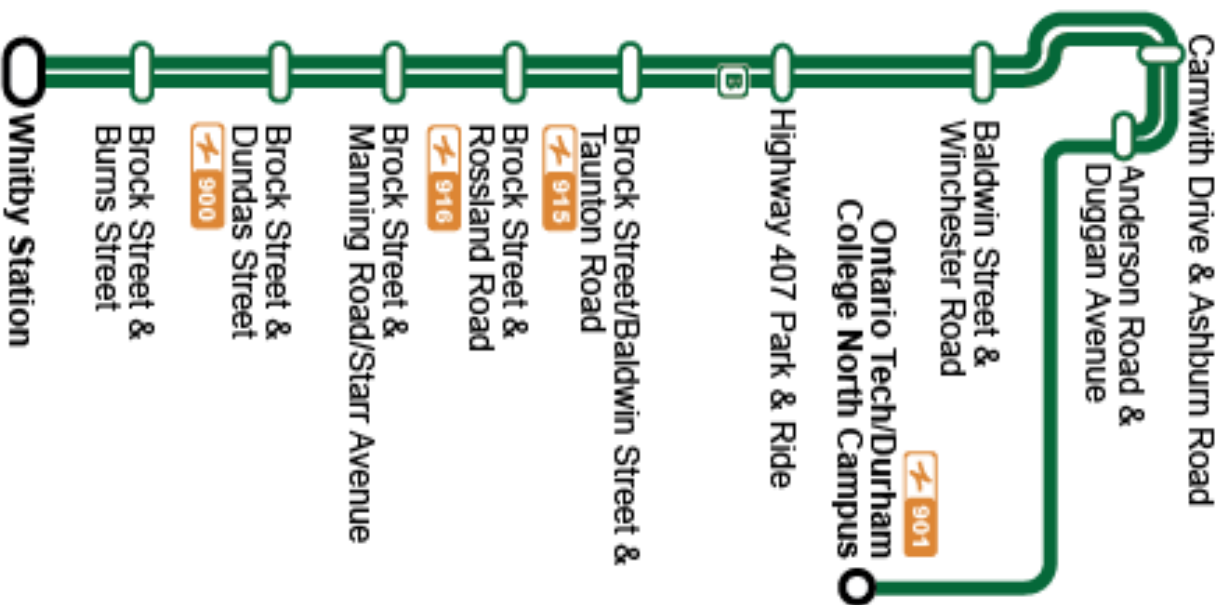 Whitby Station
Brock Street &
Burns Street
Brock Street &
Dundas Street
900
Brock Street &
Manning Road/Starr Avenue
Brock Street &
Rossland Road
916
Brock Street/Baldwin Street &
Taunton Road
915
B
Highway 407 Park & Ride
Baldwin Street &
Winchester Road
Carnwith Drive & Ashburn Road
Anderson Road &
Duggan Avenue
901
Ontario Tech/Durham
College North Campus